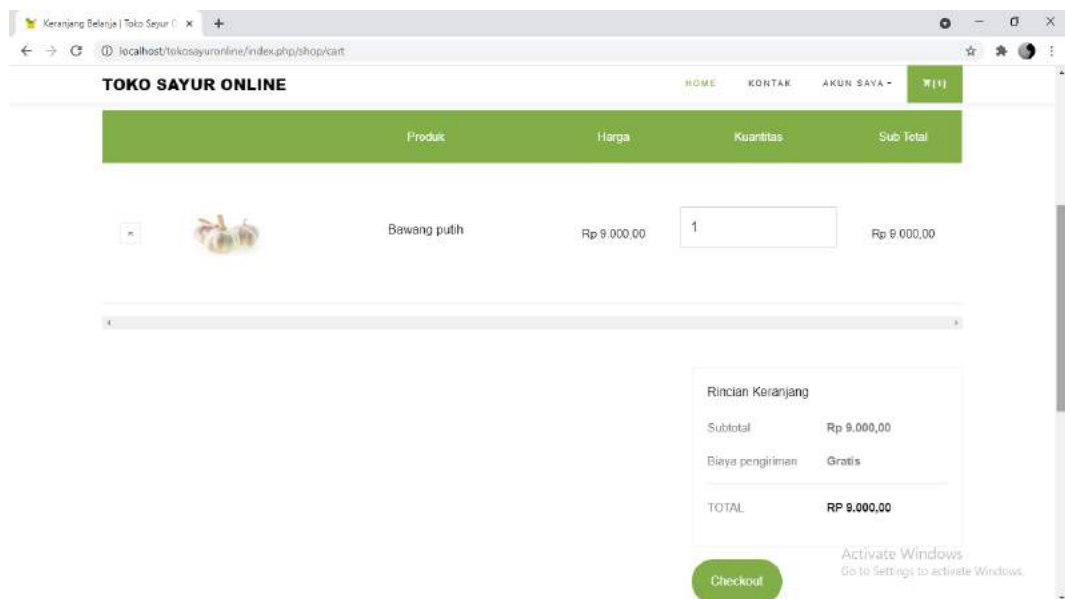 Keranjang Belanja | Toko Sayur O
localhost/tokosayuronline/index.php/shop/cart
TOKO SAYUR ONLINE
HOME KONTAK AKUN SAYA [1]
Produk Harga Kuantitas Sub Total
Bawang putih Rp 9.000,00 1 Rp 9.000,00
Rincian Keranjang
Subtotal Rp 9.000,00
Biaya pengiriman Gratis
TOTAL RP 9.000,00
Activate Windows
Go to Settings to activate Windows.
Checkout